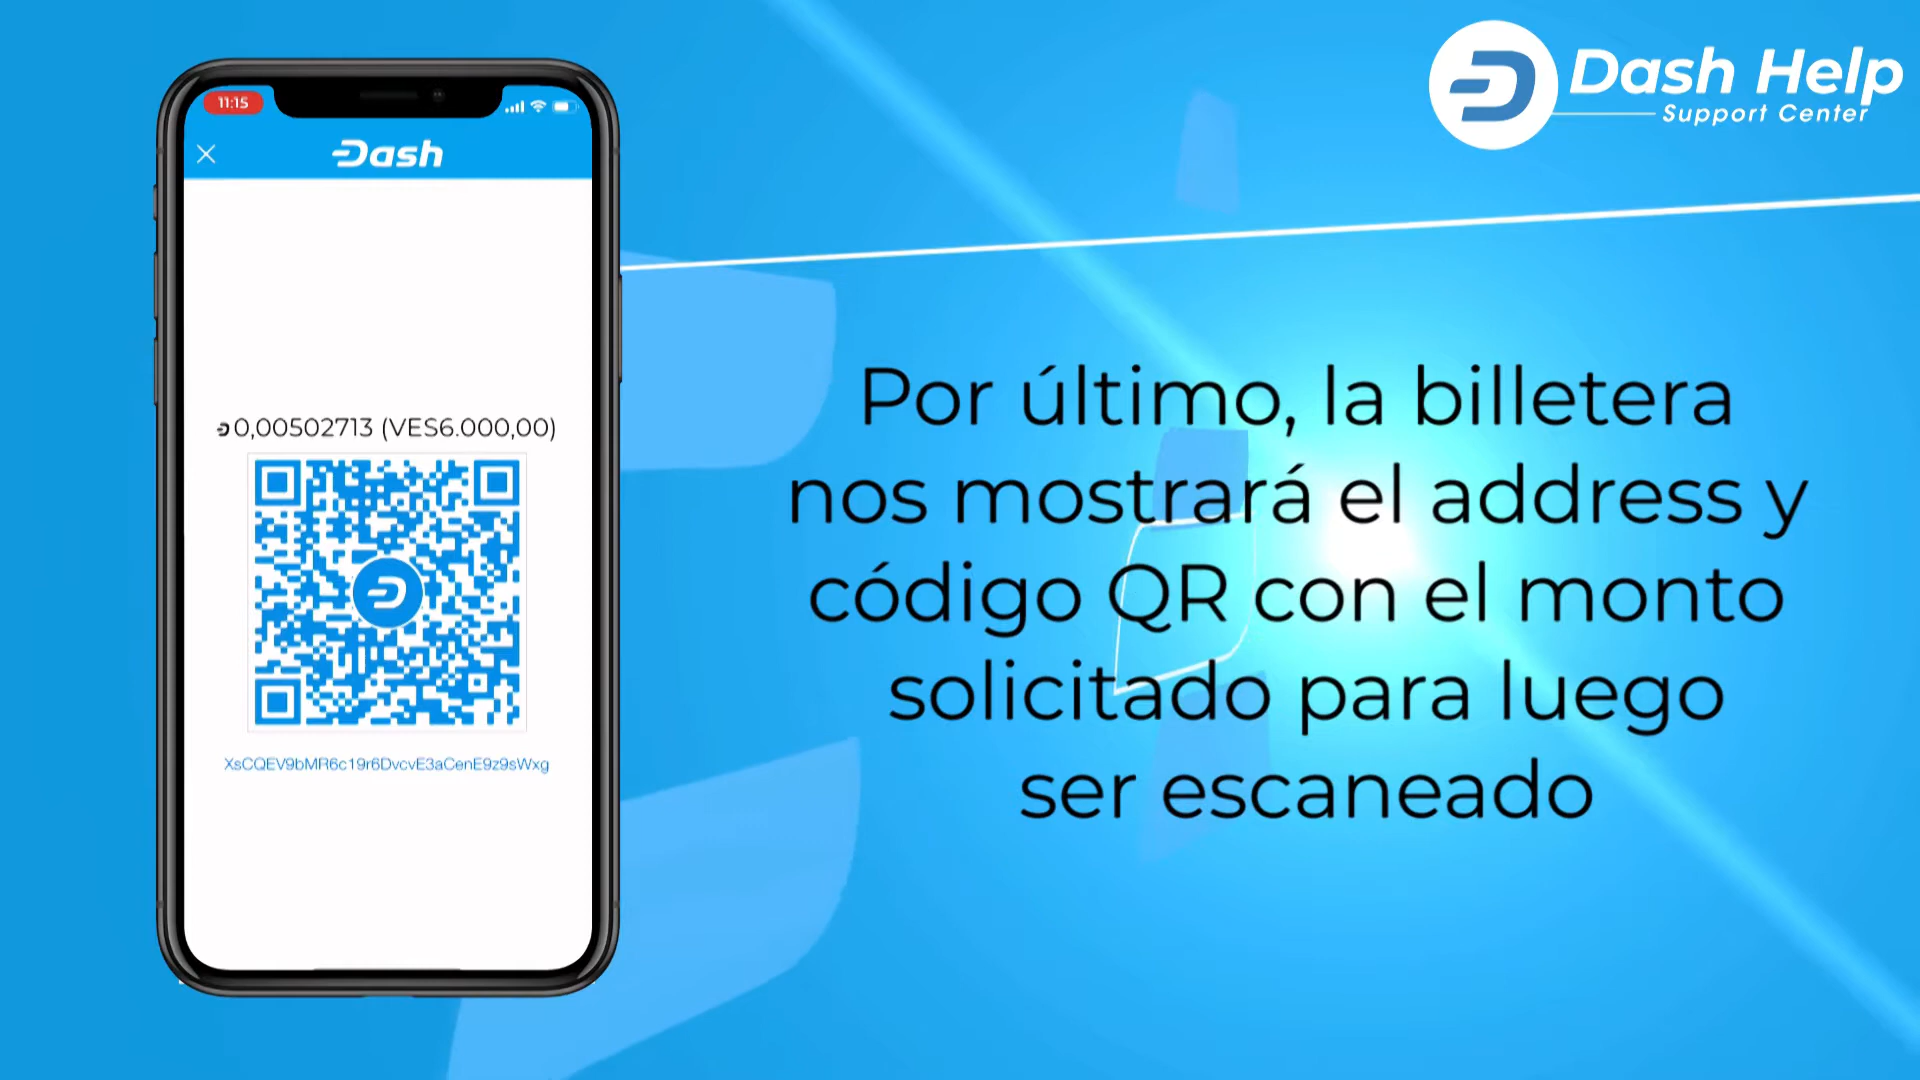 11:15
Dash
0,00502713 (VES6.000,00)
XsCQEV9bMR6c19r6DvcvE3aCenE9z9sWxg
Dash Help
Support Center
Por último, la billetera
nos mostrará el address y
código QR con el monto
solicitado para luego
ser escaneado